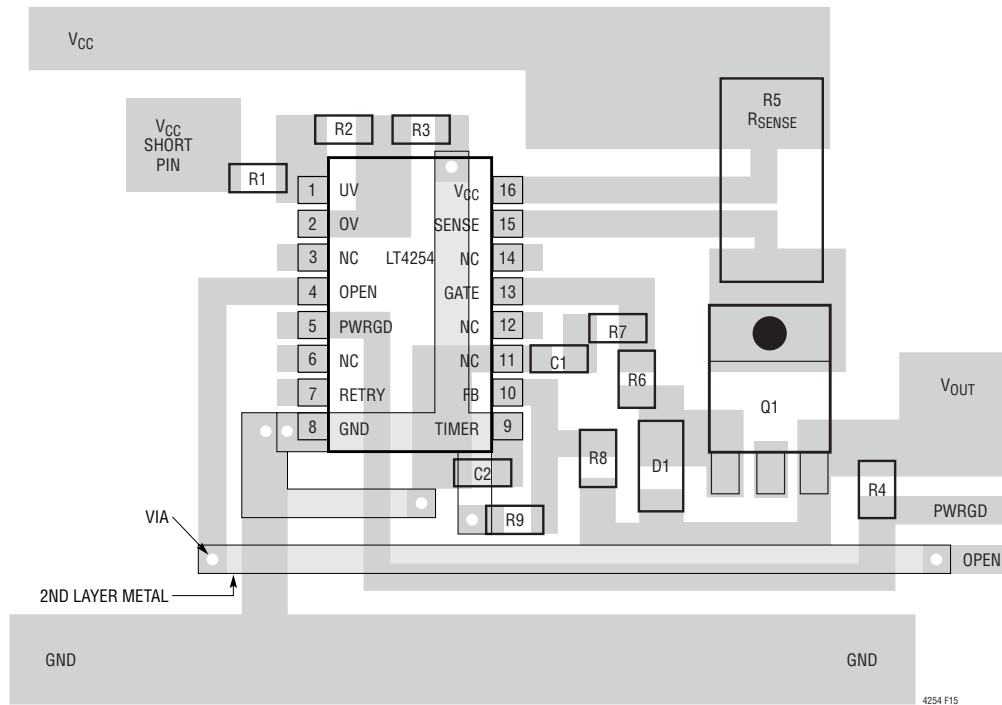 VCC
R5
RSENSE
VCC
SHORT
PIN
R2
R3
R1
1 UV VCC 16
2 OV SENSE 15
3 NC LT4254 NC 14
4 OPEN GATE 13
5 PWRGD NC 12
6 NC NC 11
7 RETRY FB 10
8 GND TIMER 9
R7
C1
R6
Q1
VOUT
R8
D1
C2
R4
R9
PWRGD
VIA
OPEN
2ND LAYER METAL
GND GND
4254 F15